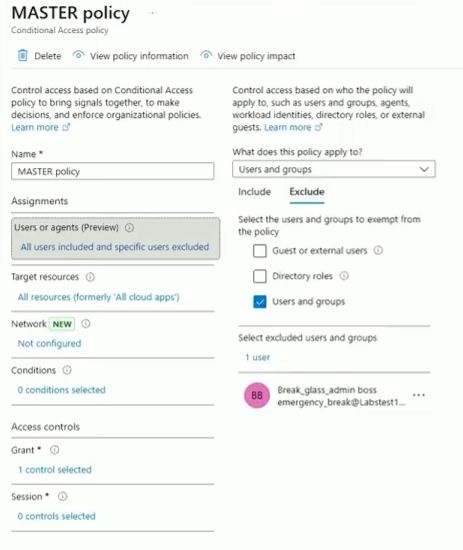 MASTER policy ...
Conditional Access policy
Delete View policy information View policy impact
Control access based on Conditional Access
policy to bring signals together, to make
decisions, and enforce organizational policies.
Learn more
Name *
MASTER policy
Assignments
Users or agents (Preview)
All users included and specific users excluded
Target resources
All resources (formerly 'All cloud apps')
Network NEW
Not configured
Conditions
0 conditions selected
Access controls
Grant *
1 control selected
Session *
0 controls selected
Control access based on who the policy will
apply to, such as users and groups, agents,
workload identities, directory roles, or external
guests. Learn more
What does this policy apply to?
Users and groups
Include Exclude
Select the users and groups to exempt from
the policy
Guest or external users
Directory roles
Users and groups
Select excluded users and groups
1 user
BB
Break_glass_admin boss
emergency_break@Labstest1...